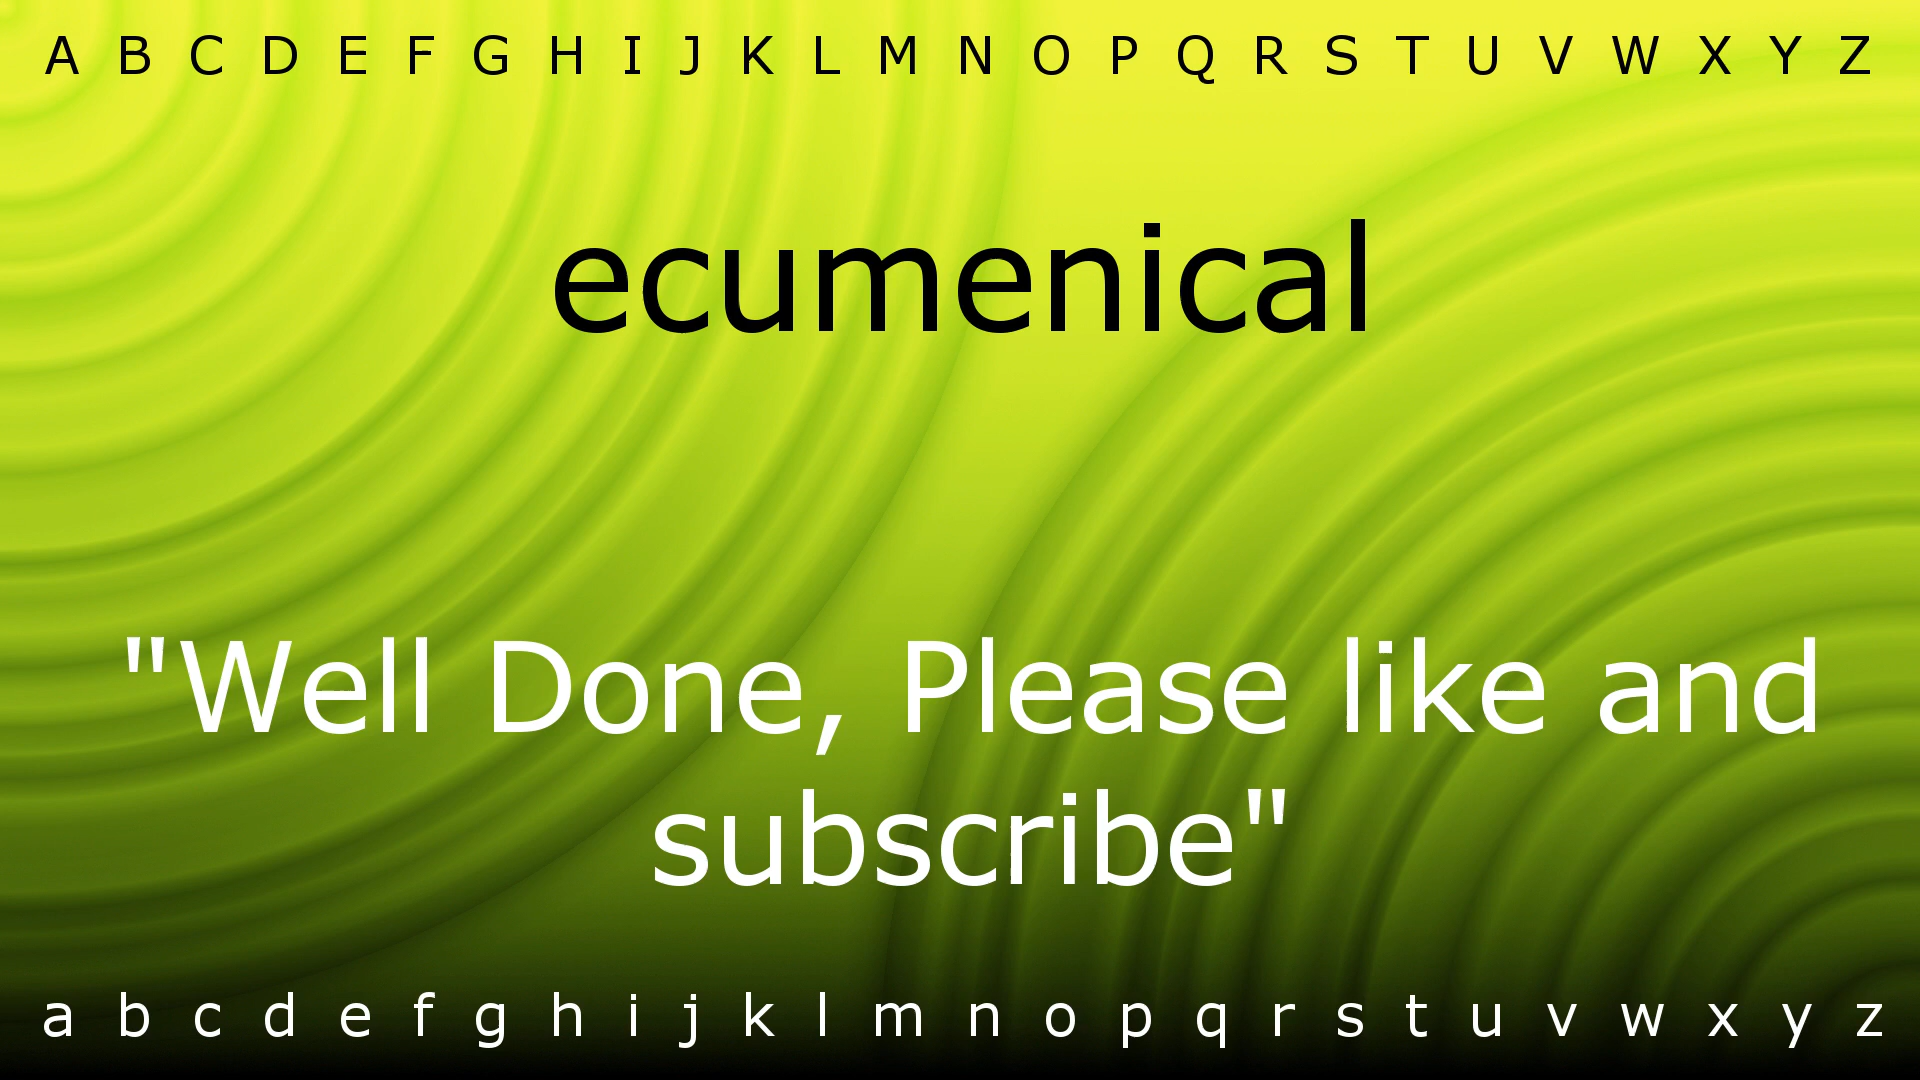 A B C D E F G H I J K L M N O P Q R S T U V W X Y Z
ecumenical
"Well Done, Please like and
subscribe"
a b c d e f g h i j k l m n o p q r s t u v w x y z